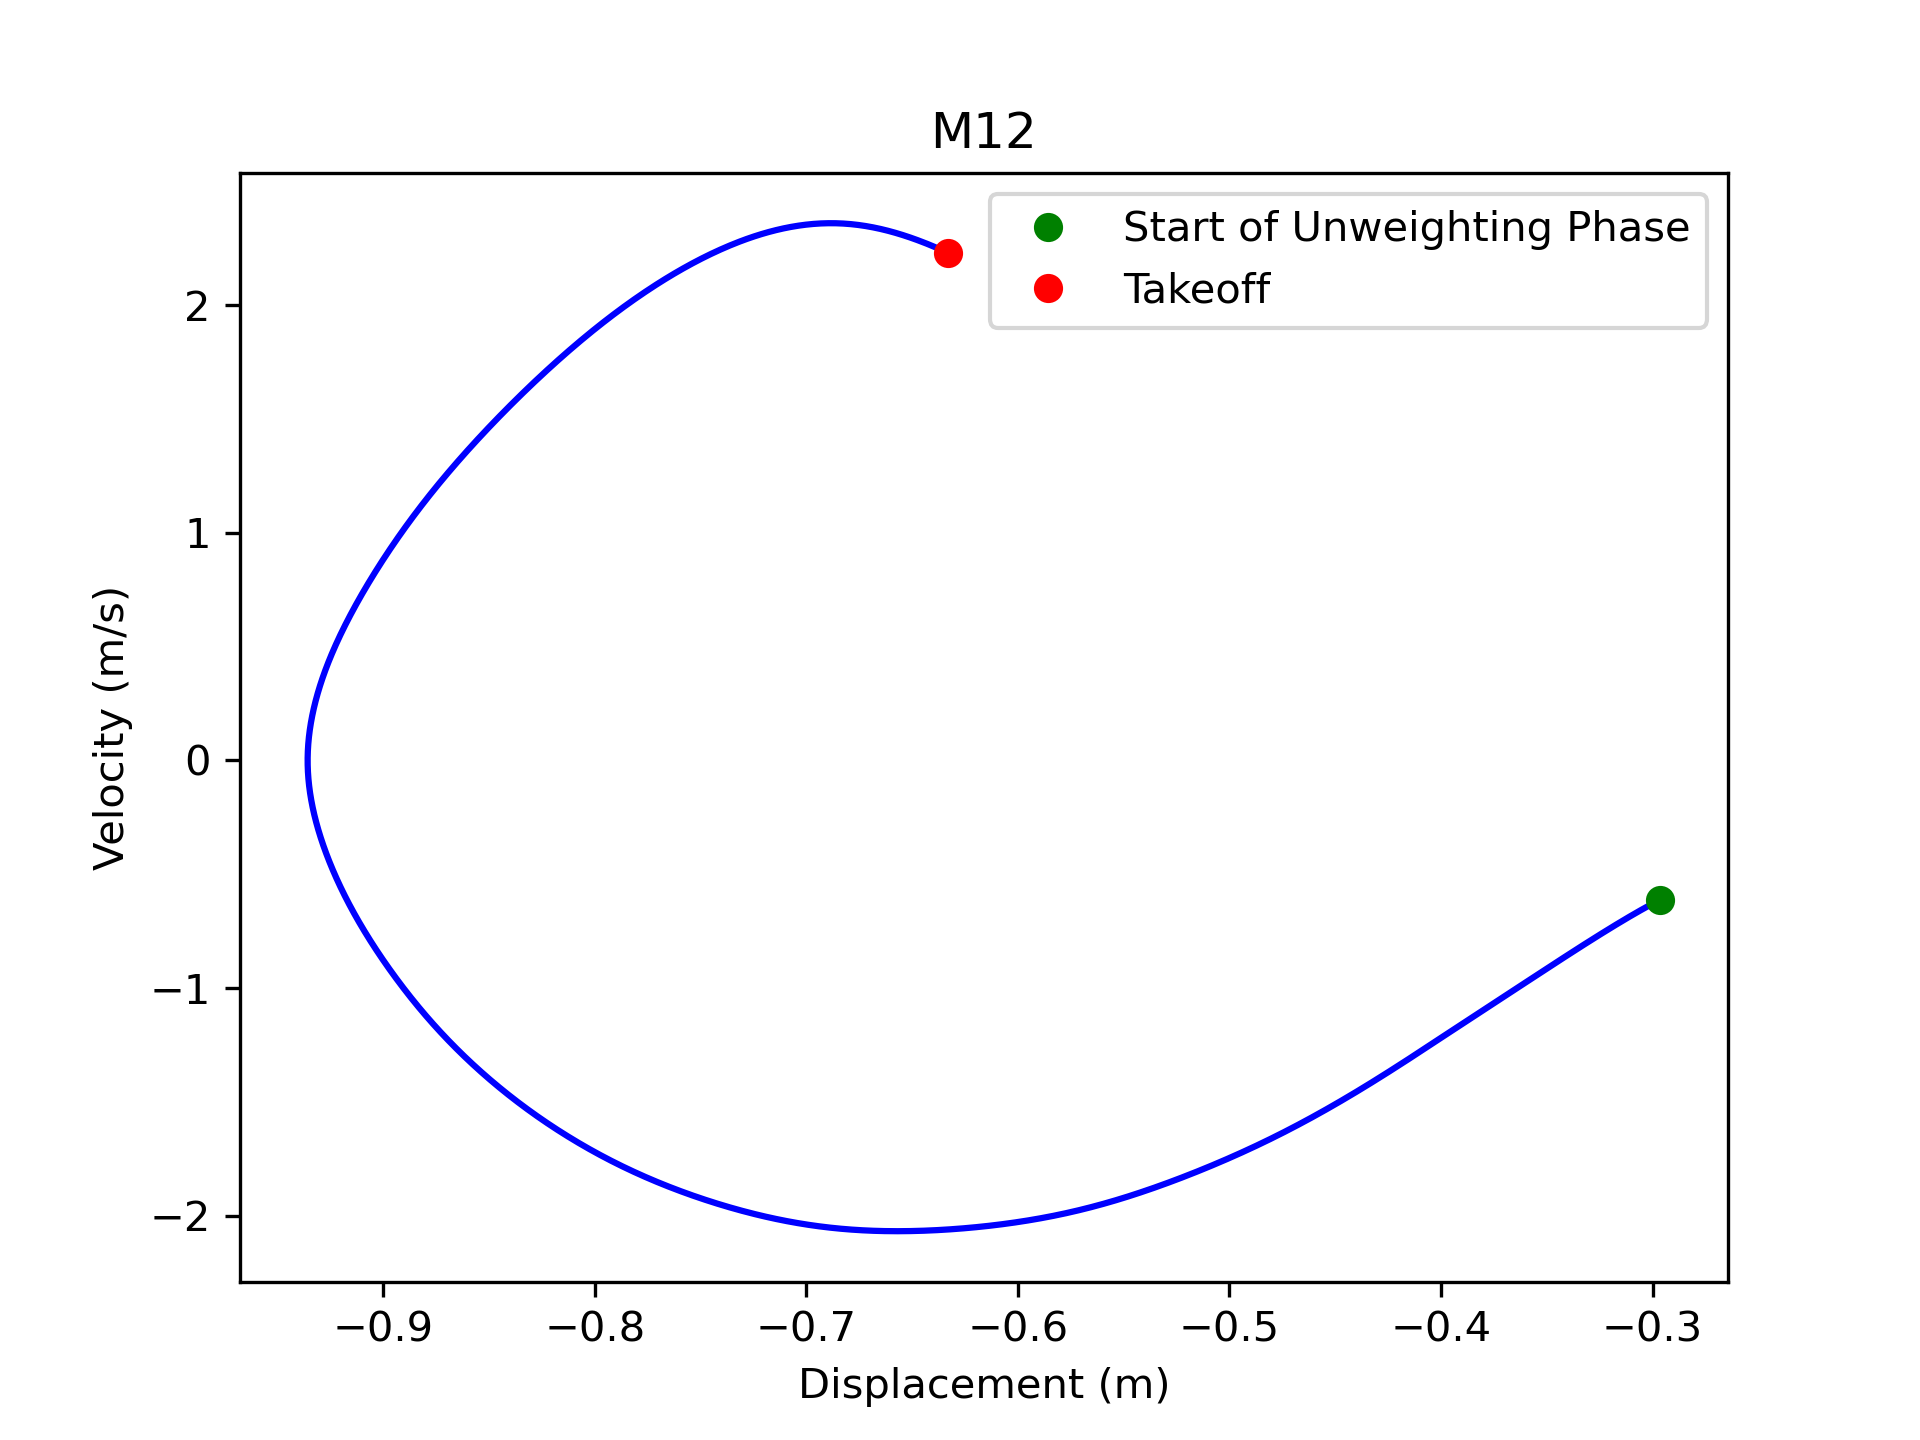 M12
Start of Unweighting Phase
Takeoff
2
1
0
−1
−2
Velocity (m/s)
−0.9 −0.8 −0.7 −0.6 −0.5 −0.4 −0.3
Displacement (m)